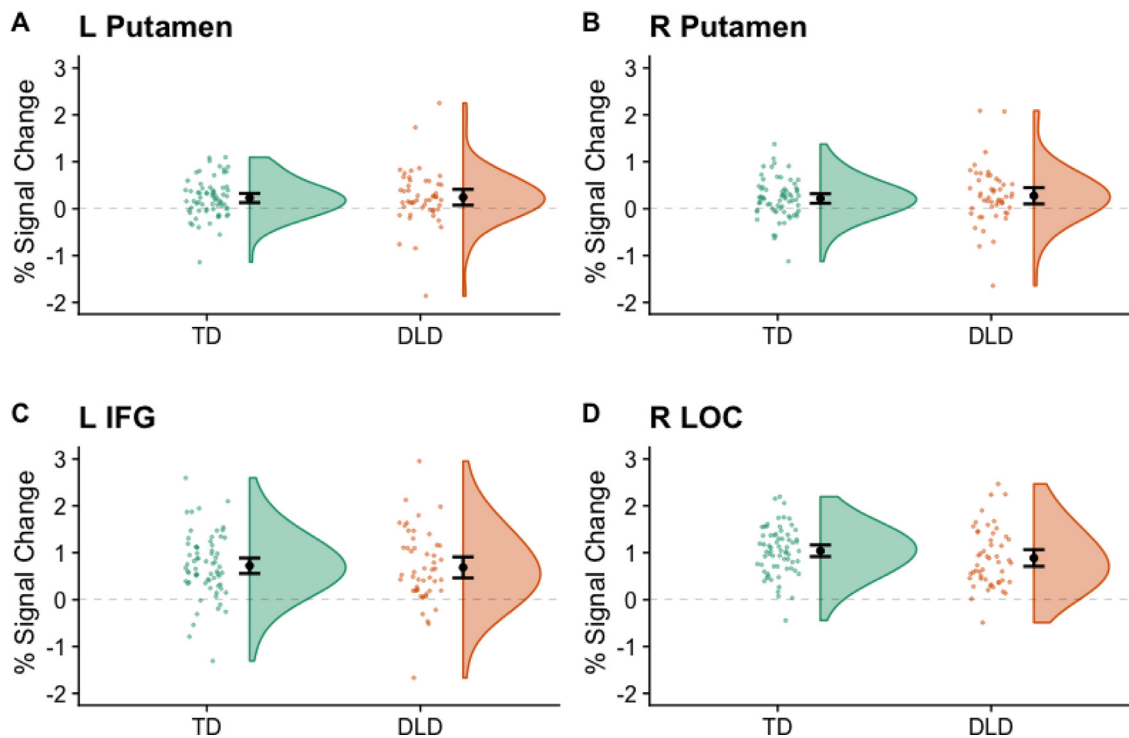 A L Putamen
% Signal Change
3
2
1
0
-1
-2
TD DLD
B R Putamen
% Signal Change
3
2
1
0
-1
-2
TD DLD
C L IFG
% Signal Change
3
2
1
0
-1
-2
TD DLD
D R LOC
% Signal Change
3
2
1
0
-1
-2
TD DLD